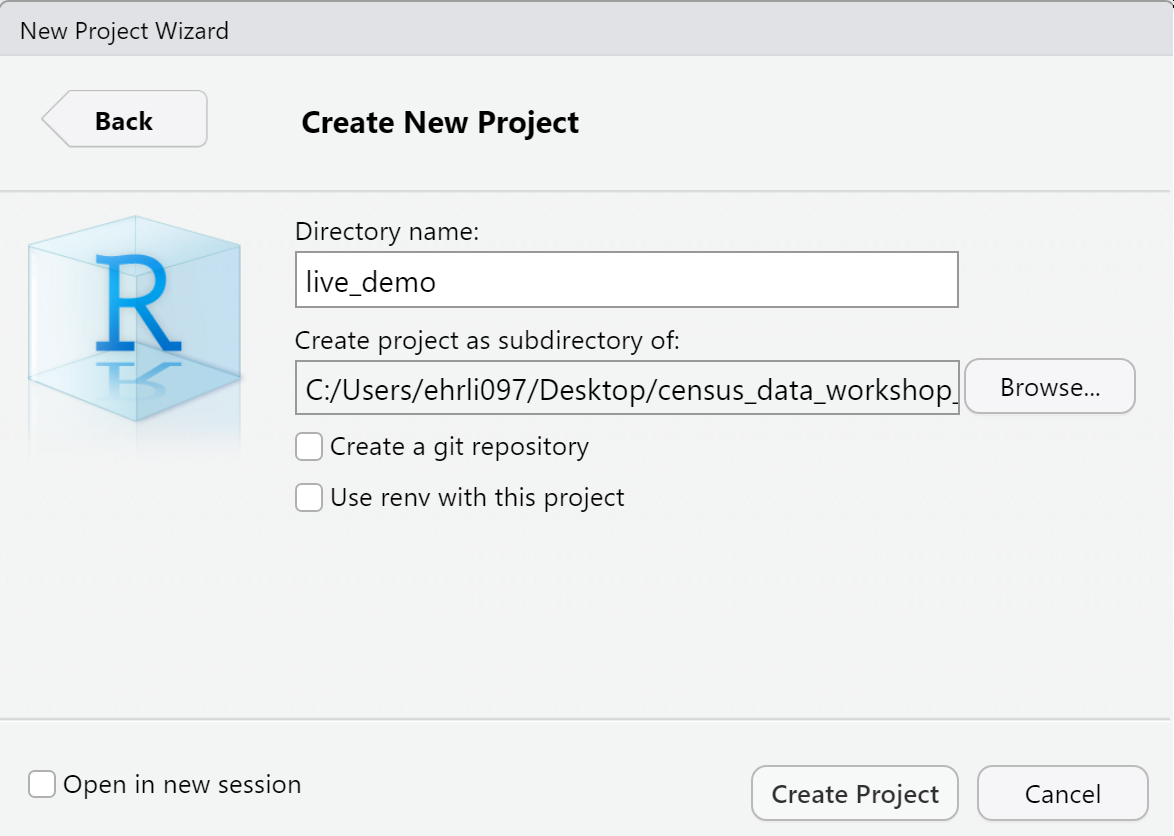 New Project Wizard
Back
Create New Project
R
Directory name:
live_demo
Create project as subdirectory of:
C:/Users/ehrli097/Desktop/census_data_workshop_
Browse...
Create a git repository
Use renv with this project
Open in new session
Create Project
Cancel